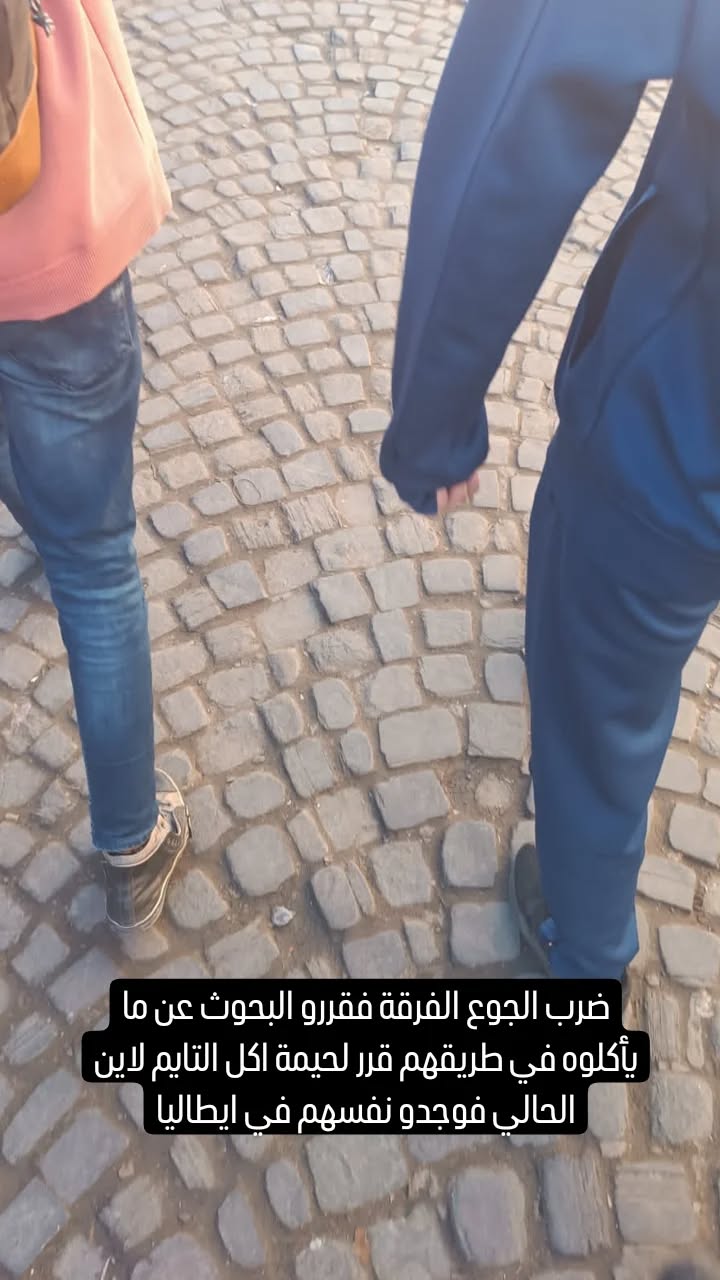 ضرب الجوع الفرقة فقررو البحوث عن ما
يأكلوه في طريقهم قرر لحيمة اكل التايم لاين
الحالي فوجدو نفسهم في ايطاليا